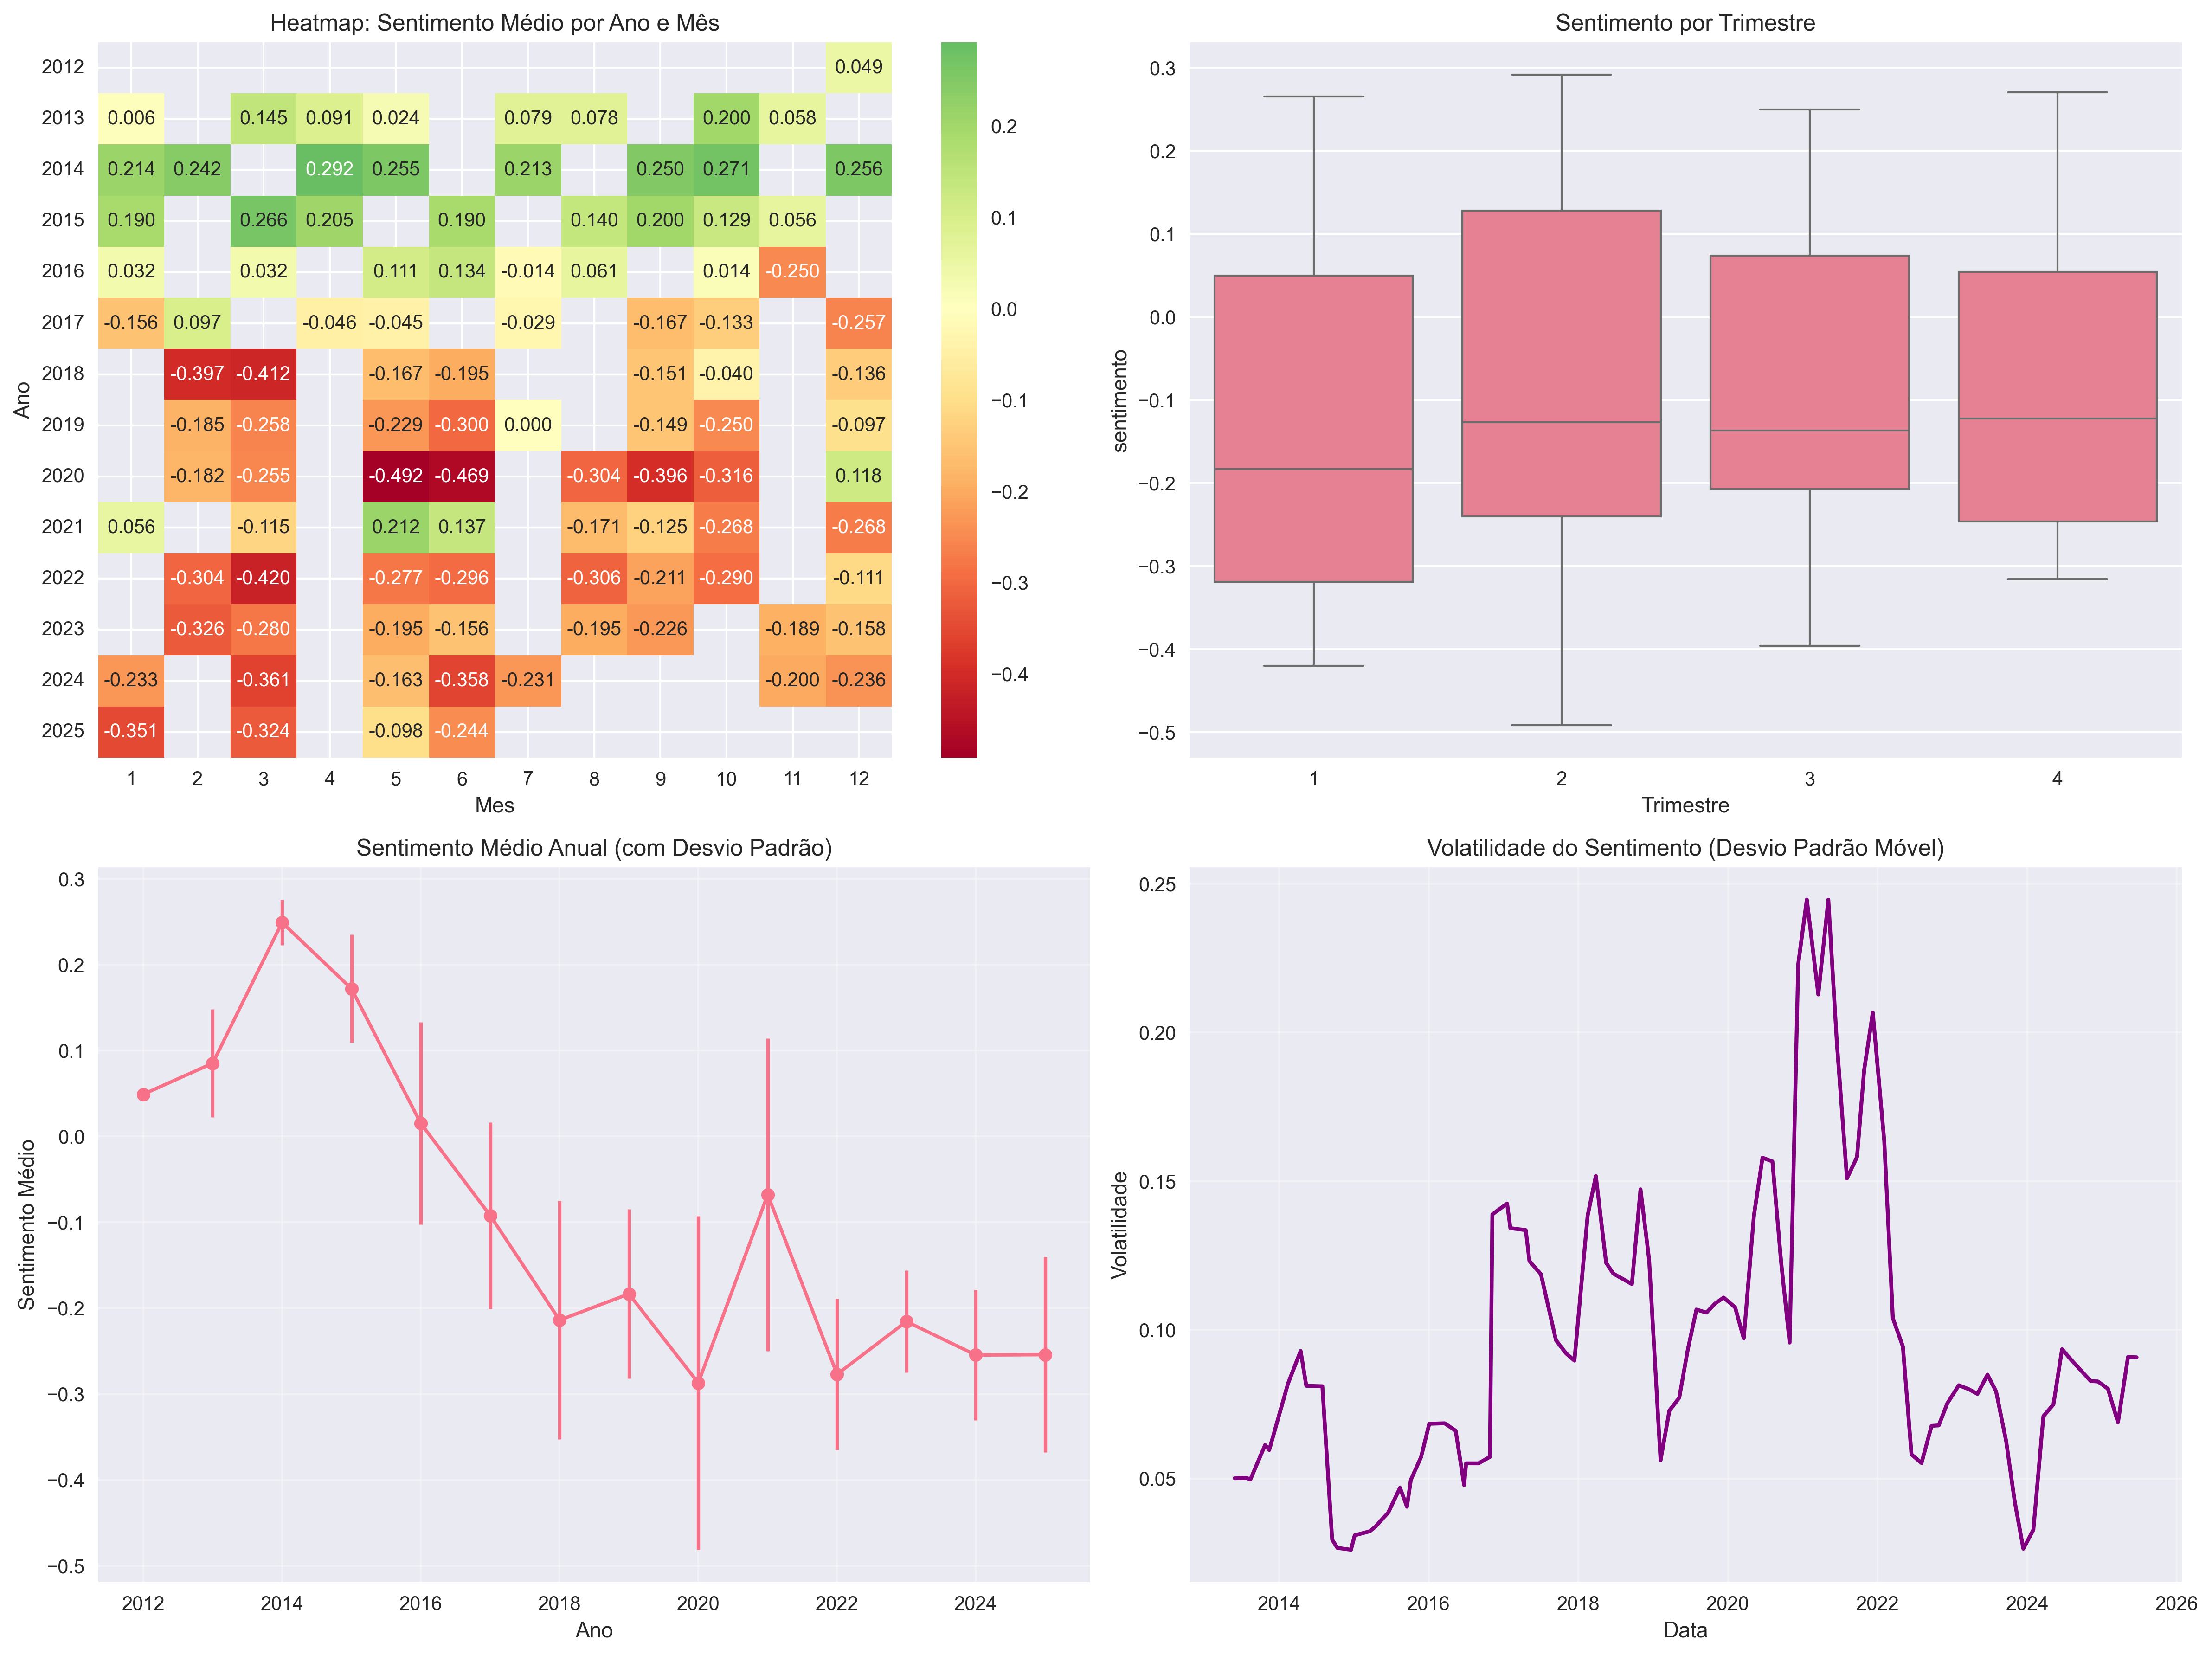 Heatmap: Sentimento Médio por Ano e Mês
Ano
2012 0.049
2013 0.006 0.145 0.091 0.024 0.079 0.078 0.200 0.058
2014 0.214 0.242 0.292 0.255 0.213 0.250 0.271 0.256
2015 0.190 0.266 0.205 0.190 0.140 0.200 0.129 0.056
2016 0.032 0.032 0.111 0.134 -0.014 0.061 0.014 -0.250
2017 -0.156 0.097 -0.046 -0.045 -0.029 -0.167 -0.133 -0.257
2018 -0.397 -0.412 -0.167 -0.195 -0.151 -0.040 -0.136
2019 -0.185 -0.258 -0.229 -0.300 0.000 -0.149 -0.250 -0.097
2020 -0.182 -0.255 -0.492 -0.469 -0.304 -0.396 -0.316 0.118
2021 0.056 -0.115 0.212 0.137 -0.171 -0.125 -0.268 -0.268
2022 -0.304 -0.420 -0.277 -0.296 -0.306 -0.211 -0.290 -0.111
2023 -0.326 -0.280 -0.195 -0.156 -0.195 -0.226 -0.189 -0.158
2024 -0.233 -0.361 -0.163 -0.358 -0.231 -0.200 -0.236
2025 -0.351 -0.324 -0.098 -0.244
1 2 3 4 5 6 7 8 9 10 11 12
Mes
0.2
0.1
0.0
−0.1
−0.2
−0.3
−0.4
Sentimento por Trimestre
sentimento
0.3
0.2
0.1
0.0
−0.1
−0.2
−0.3
−0.4
−0.5
1 2 3 4
Trimestre
Sentimento Médio Anual (com Desvio Padrão)
Sentimento Médio
0.3
0.2
0.1
0.0
−0.1
−0.2
−0.3
−0.4
−0.5
2012 2014 2016 2018 2020 2022 2024
Ano
Volatilidade do Sentimento (Desvio Padrão Móvel)
Volatilidade
0.25
0.20
0.15
0.10
0.05
2014 2016 2018 2020 2022 2024 2026
Data